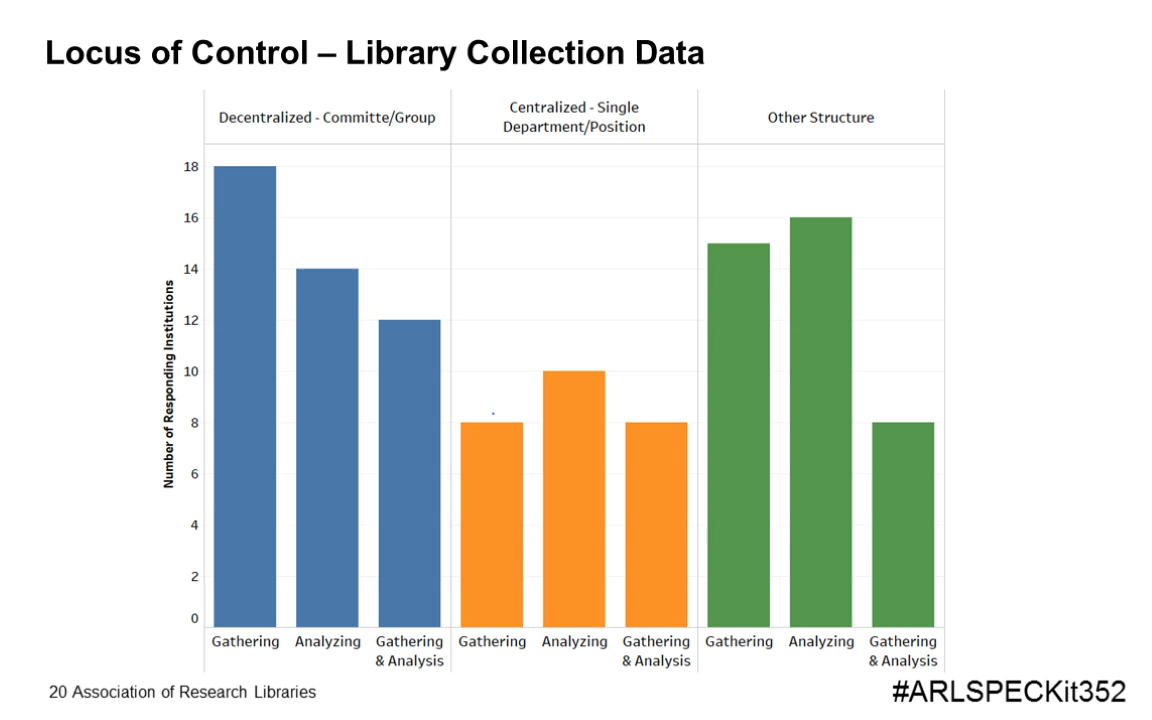 Locus of Control – Library Collection Data
Decentralized - Committe/Group
Centralized - Single
Department/Position
Other Structure
Number of Responding Institutions
18
16
14
12
10
8
6
4
2
0
Gathering
Analyzing
Gathering
& Analysis
Gathering
Analyzing
Gathering
& Analysis
Gathering
Analyzing
Gathering
& Analysis
20 Association of Research Libraries
#ARLSPECKit352